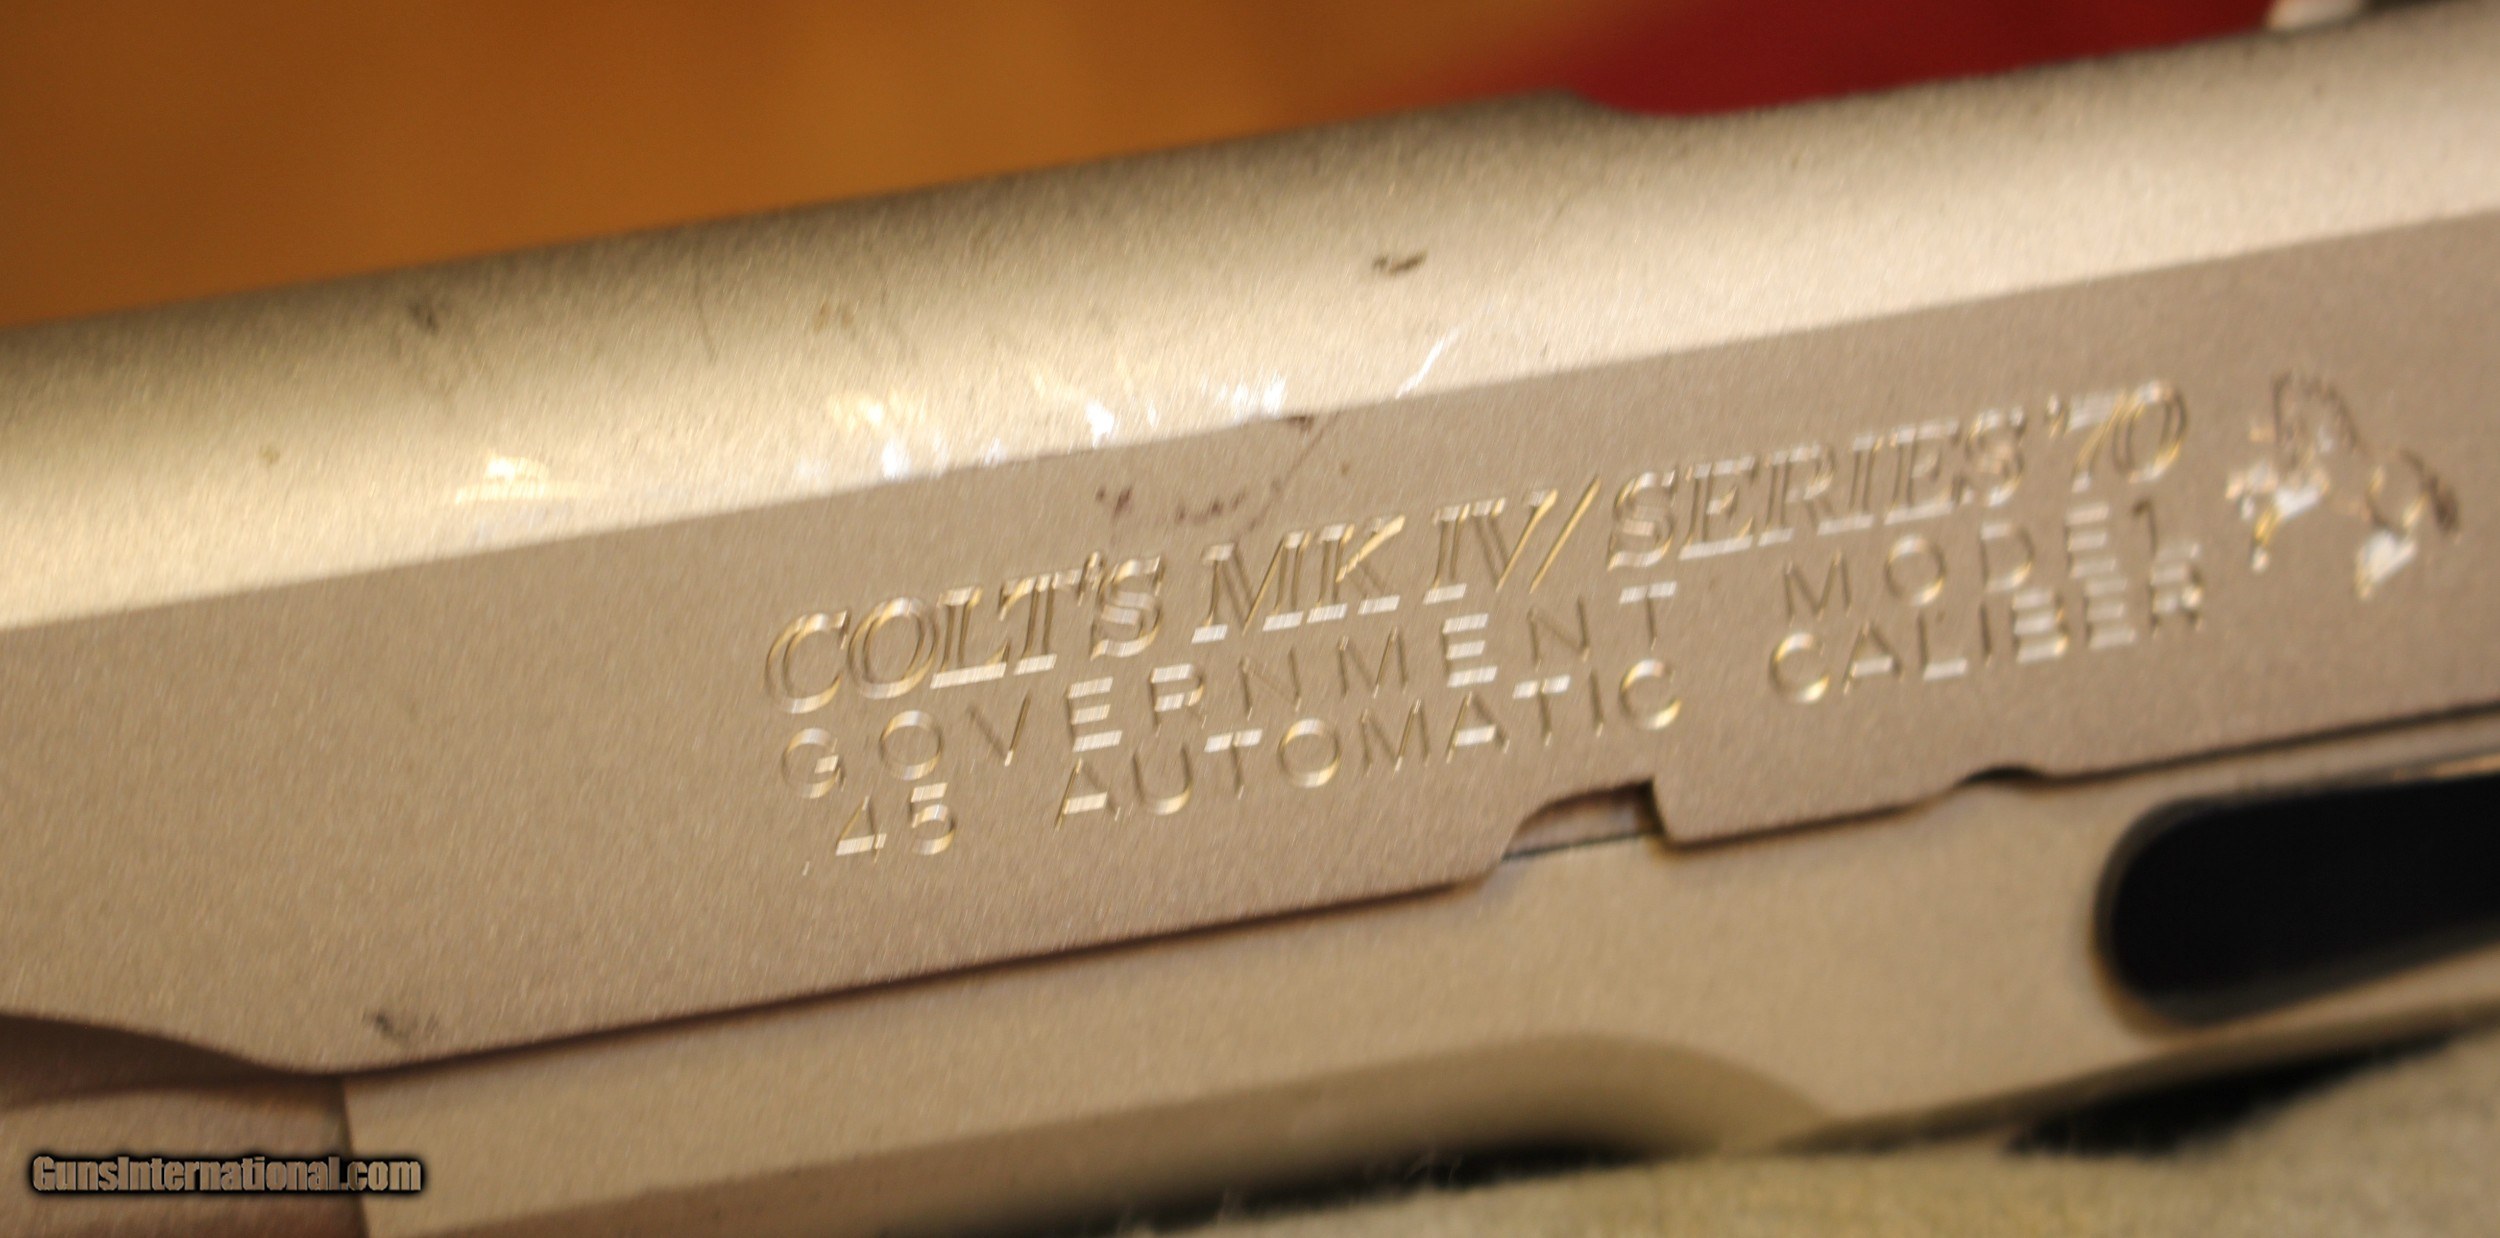 COLT'S MK IV/SERIES '70
GOVERNMENT MODEL
45 AUTOMATIC CALIBER
GunsInternational.com